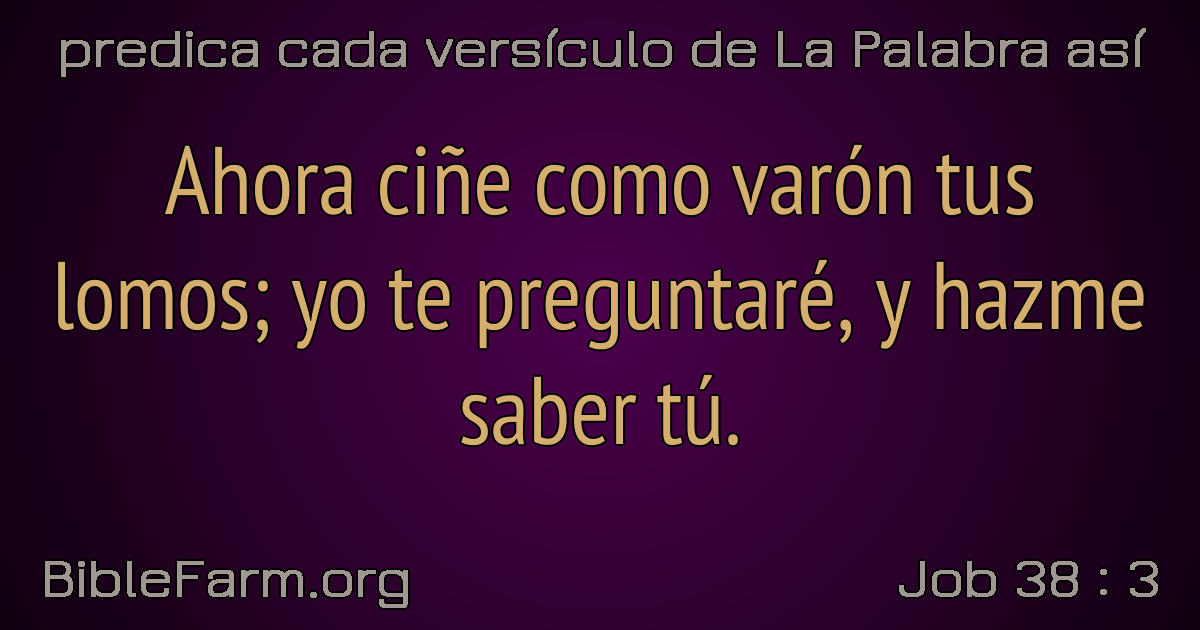 predica cada versículo de La Palabra así
Ahora ciñe como varón tus
lomos; yo te preguntaré, y hazme
saber tú.
BibleFarm.org
Job 38 : 3